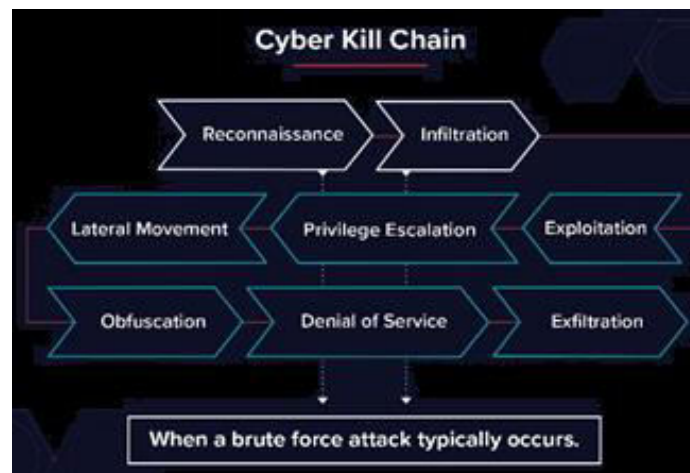 Cyber Kill Chain
Reconnaissance
Infiltration
Lateral Movement
Privilege Escalation
Exploitation
Obfuscation
Denial of Service
Exfiltration
When a brute force attack typically occurs.